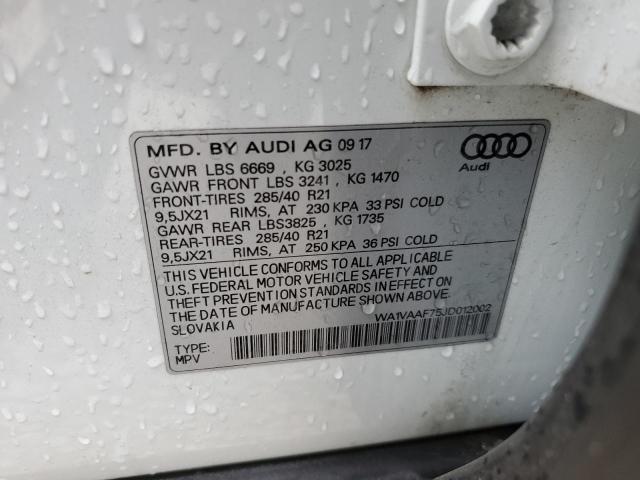 MFD. BY AUDI AG 09 17
GVWR LBS 6669 , KG 3025
GAWR FRONT LBS 3241 , KG 1470
FRONT-TIRES 285/40 R21
9,5JX21 RIMS, AT 230 KPA 33 PSI COLD
GAWR REAR LBS3825 , KG 1735
REAR-TIRES 285/40 R21
9,5JX21 RIMS, AT 250 KPA 36 PSI COLD
Audi
THIS VEHICLE CONFORMS TO ALL APPLICABLE
U.S. FEDERAL MOTOR VEHICLE SAFETY AND
THEFT PREVENTION STANDARDS IN EFFECT ON
THE DATE OF MANUFACTURE SHOWN ABOVE.
SLOVAKIA
WA1VAAF75JD012002
TYPE:
MPV